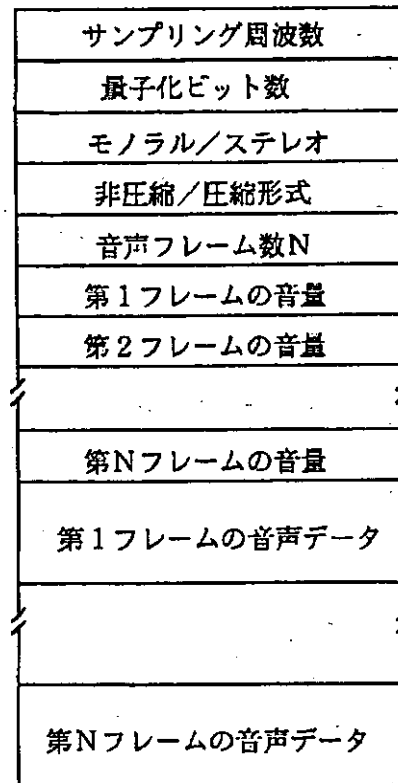 サンプリング周波数
量子化ビット数
モノラル／ステレオ
非圧縮／圧縮形式
音声フレーム数N
第1フレームの音量
第2フレームの音量
第Nフレームの音量
第1フレームの音声データ
第Nフレームの音声データ